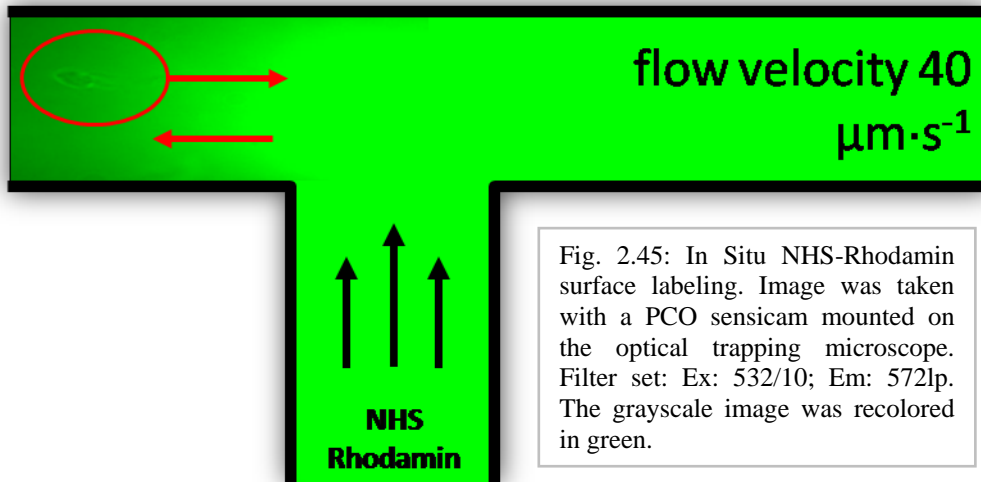 flow velocity 40
μm·s-1
NHS
Rhodamin
Fig. 2.45: In Situ NHS-Rhodamin
surface labeling. Image was taken
with a PCO sensicam mounted on
the optical trapping microscope.
Filter set: Ex: 532/10; Em: 572lp.
The grayscale image was recolored
in green.